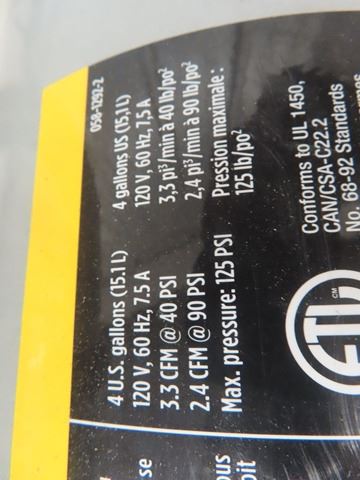 058-1292-2
4 U.S. gallons (15.1 L)
120 V, 60 Hz, 7.5 A
3.3 CFM @ 40 PSI
2.4 CFM @ 90 PSI
Max. pressure: 125 PSI
4 gallons US (15,1 L)
120 V, 60 Hz, 7,5 A
3,3 pi³/min à 40 lb/po²
2,4 pi³/min à 90 lb/po²
Pression maximale :
125 lb/po²
ETL
CM
Conforms to UL 1450,
CAN/CSA-C22.2
No. 68-92 Standards
se
ous
bit